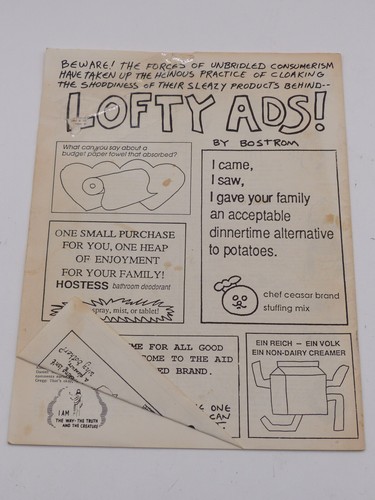 BEWARE! THE FORCES OF UNBRIDLED CONSUMERISM
HAVE TAKEN UP THE HEINOUS PRACTICE OF CLOAKING
THE SHODDINESS OF THEIR SLEAZY PRODUCTS BEHIND--
LOFTY ADS!
BY BOSTROM
What can you say about a
budget paper towel that absorbed?
I came,
I saw,
I gave your family
an acceptable
dinnertime alternative
to potatoes.
chef ceasar brand
stuffing mix
ONE SMALL PURCHASE
FOR YOU, ONE HEAP
OF ENJOYMENT
FOR YOUR FAMILY!
HOSTESS bathroom deodorant
spray, mist, or tablet!
ME FOR ALL GOOD
COME TO THE AID
ED BRAND.
ONE
CAN
EIN REICH — EIN VOLK
EIN NON-DAIRY CREAMER
I AM
THE WAY· THE TRUTH
AND THE CREATURE